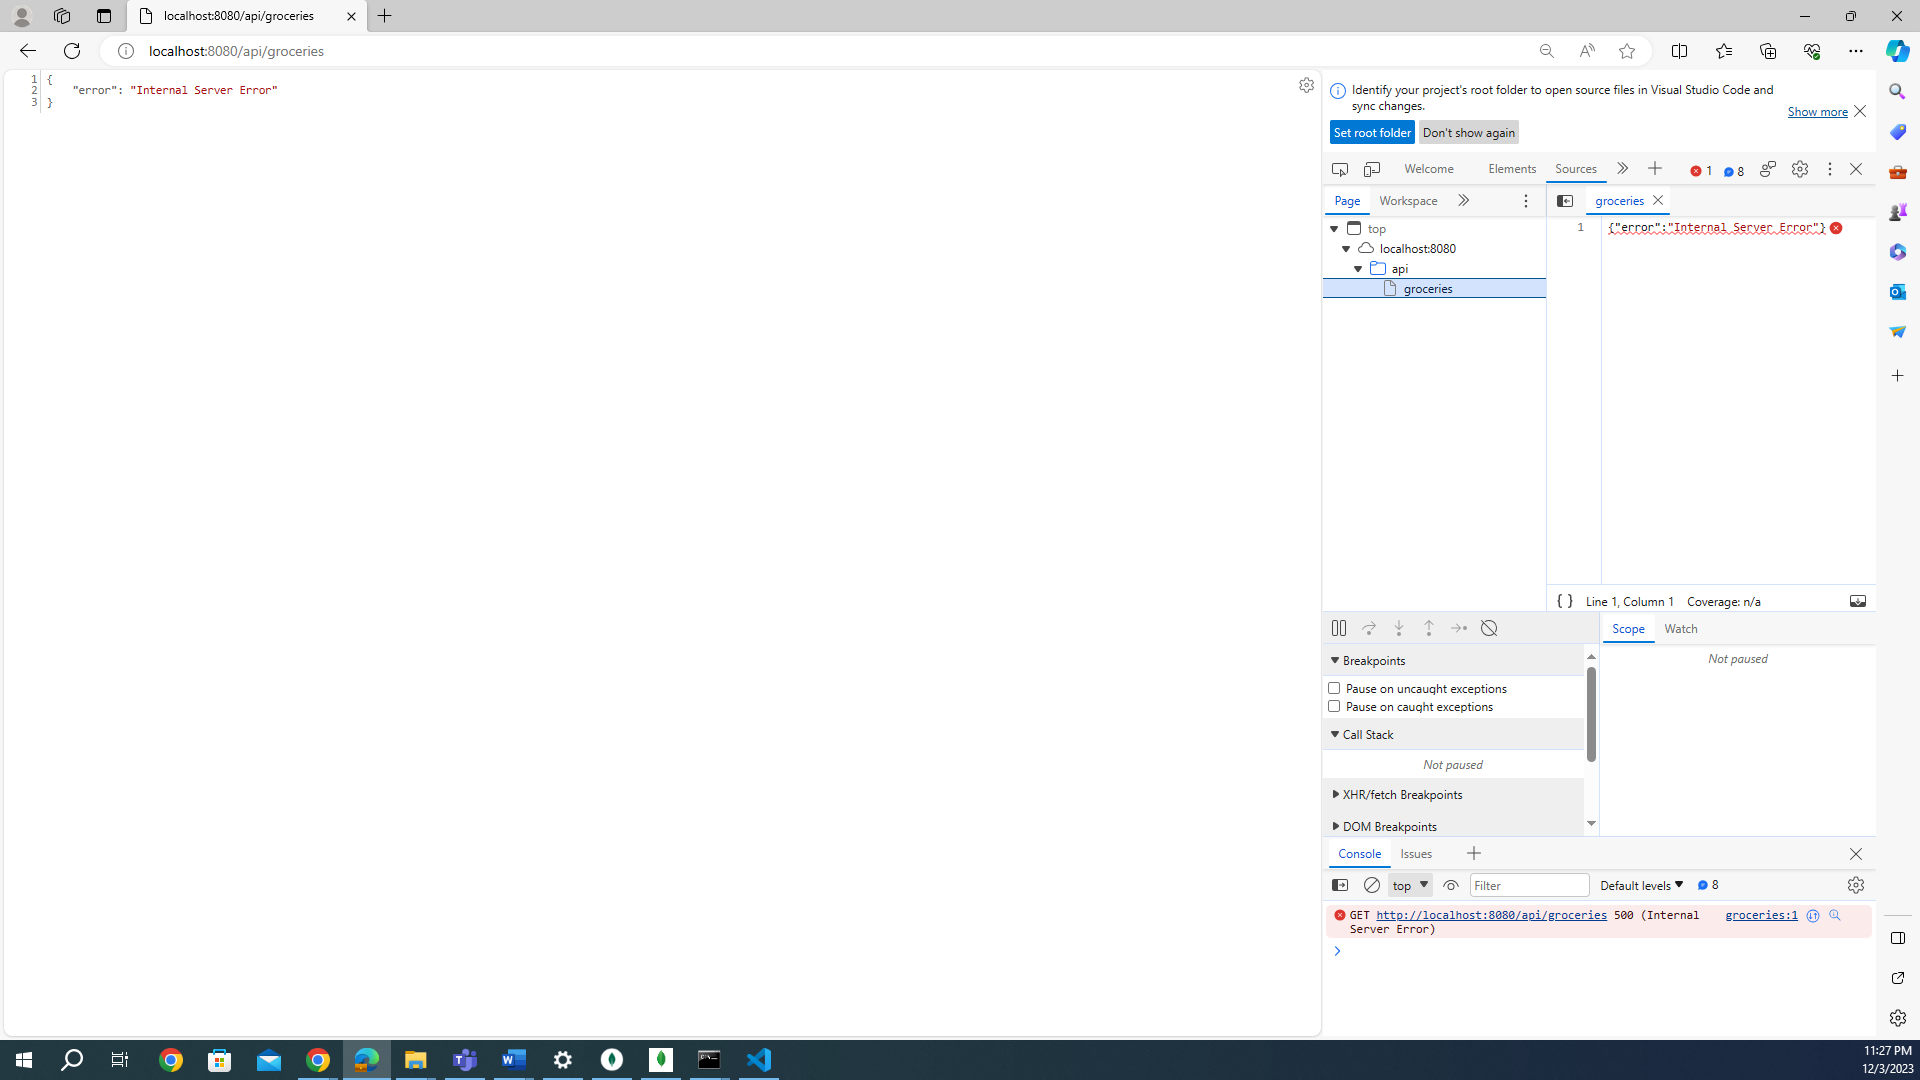 localhost:8080/api/groceries
localhost:8080/api/groceries
1 {
2 "error": "Internal Server Error"
3 }
Identify your project's root folder to open source files in Visual Studio Code and
sync changes.
Show more
Set root folder Don't show again
Welcome Elements Sources 1 8
Page Workspace
groceries
top
localhost:8080
api
groceries
1 {"error":"Internal Server Error"}
{ } Line 1, Column 1 Coverage: n/a
Breakpoints
Pause on uncaught exceptions
Pause on caught exceptions
Call Stack
Not paused
XHR/fetch Breakpoints
DOM Breakpoints
Scope Watch
Not paused
Console Issues
top Filter Default levels 8
GET http://localhost:8080/api/groceries 500 (Internal groceries:1
Server Error)
11:27 PM
12/3/2023